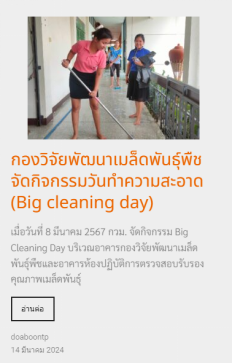 กองวิจัยพัฒนาเมล็ดพันธุ์พืช
จัดกิจกรรมวันทำความสะอาด
(Big cleaning day)
เมื่อวันที่ 8 มีนาคม 2567 กวม. จัดกิจกรรม Big
Cleaning Day บริเวณอาคารกองวิจัยพัฒนาเมล็ด
พันธุ์พืชและอาคารห้องปฏิบัติการตรวจสอบรับรอง
คุณภาพเมล็ดพันธุ์
อ่านต่อ
doaboontp
14 มีนาคม 2024